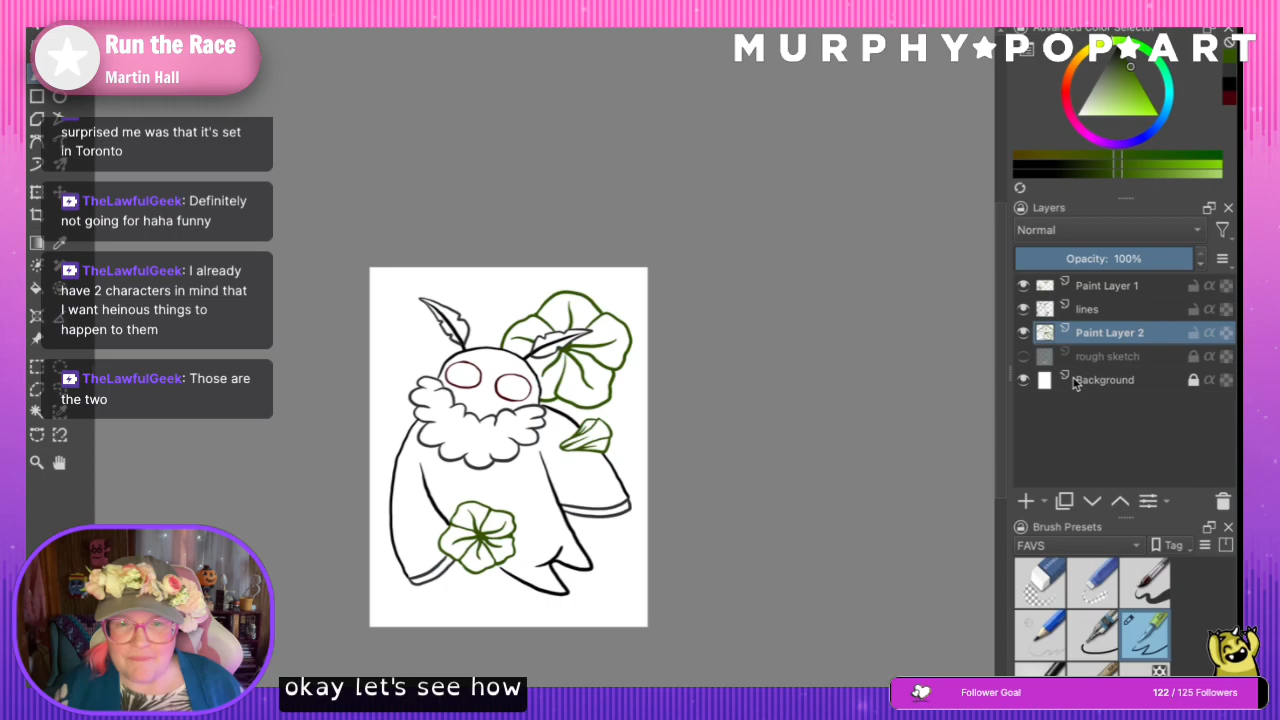 Run the Race
Martin Hall
MURPHY★POP★ART
Advanced Color Selector
surprised me was that it's set
in Toronto
TheLawfulGeek: Definitely
not going for haha funny
TheLawfulGeek: I already
have 2 characters in mind that
I want heinous things to
happen to them
TheLawfulGeek: Those are
the two
Layers
Normal
Opacity: 100%
Paint Layer 1
lines
Paint Layer 2
rough sketch
Background
Brush Presets
FAVS
Tag
okay let's see how
Follower Goal
122 / 125 Followers